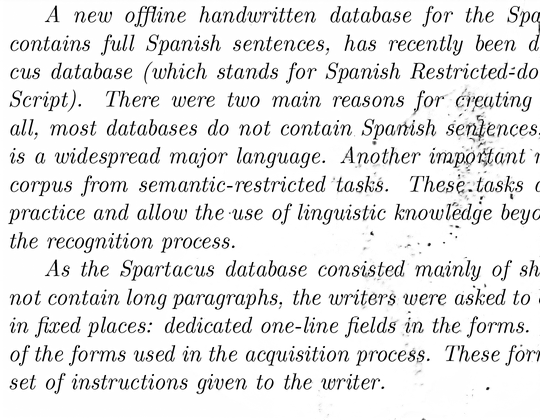 A new offline handwritten database for the
contains full Spanish sentences, has recently been
cus database (which stands for Spanish Restricted-do
Script). There were two main reasons for creating
all, most databases do not contain Spanish sentences,
is a widespread major language. Another important
corpus from semantic-restricted tasks. These tasks
practice and allow the use of linguistic knowledge beyo
the recognition process.
As the Spartacus database consisted mainly of sh
not contain long paragraphs, the writers were asked to
in fixed places: dedicated one-line fields in the forms.
of the forms used in the acquisition process. These form
set of instructions given to the writer.